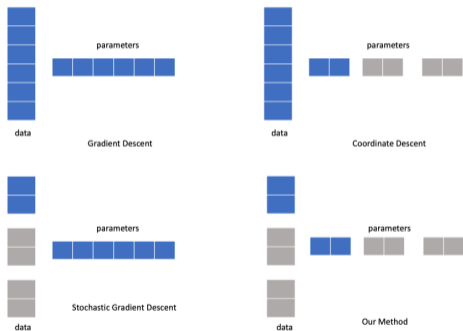 parameters
data
Gradient Descent
parameters
data
Coordinate Descent
parameters
Stochastic Gradient Descent
data
parameters
Our Method
data